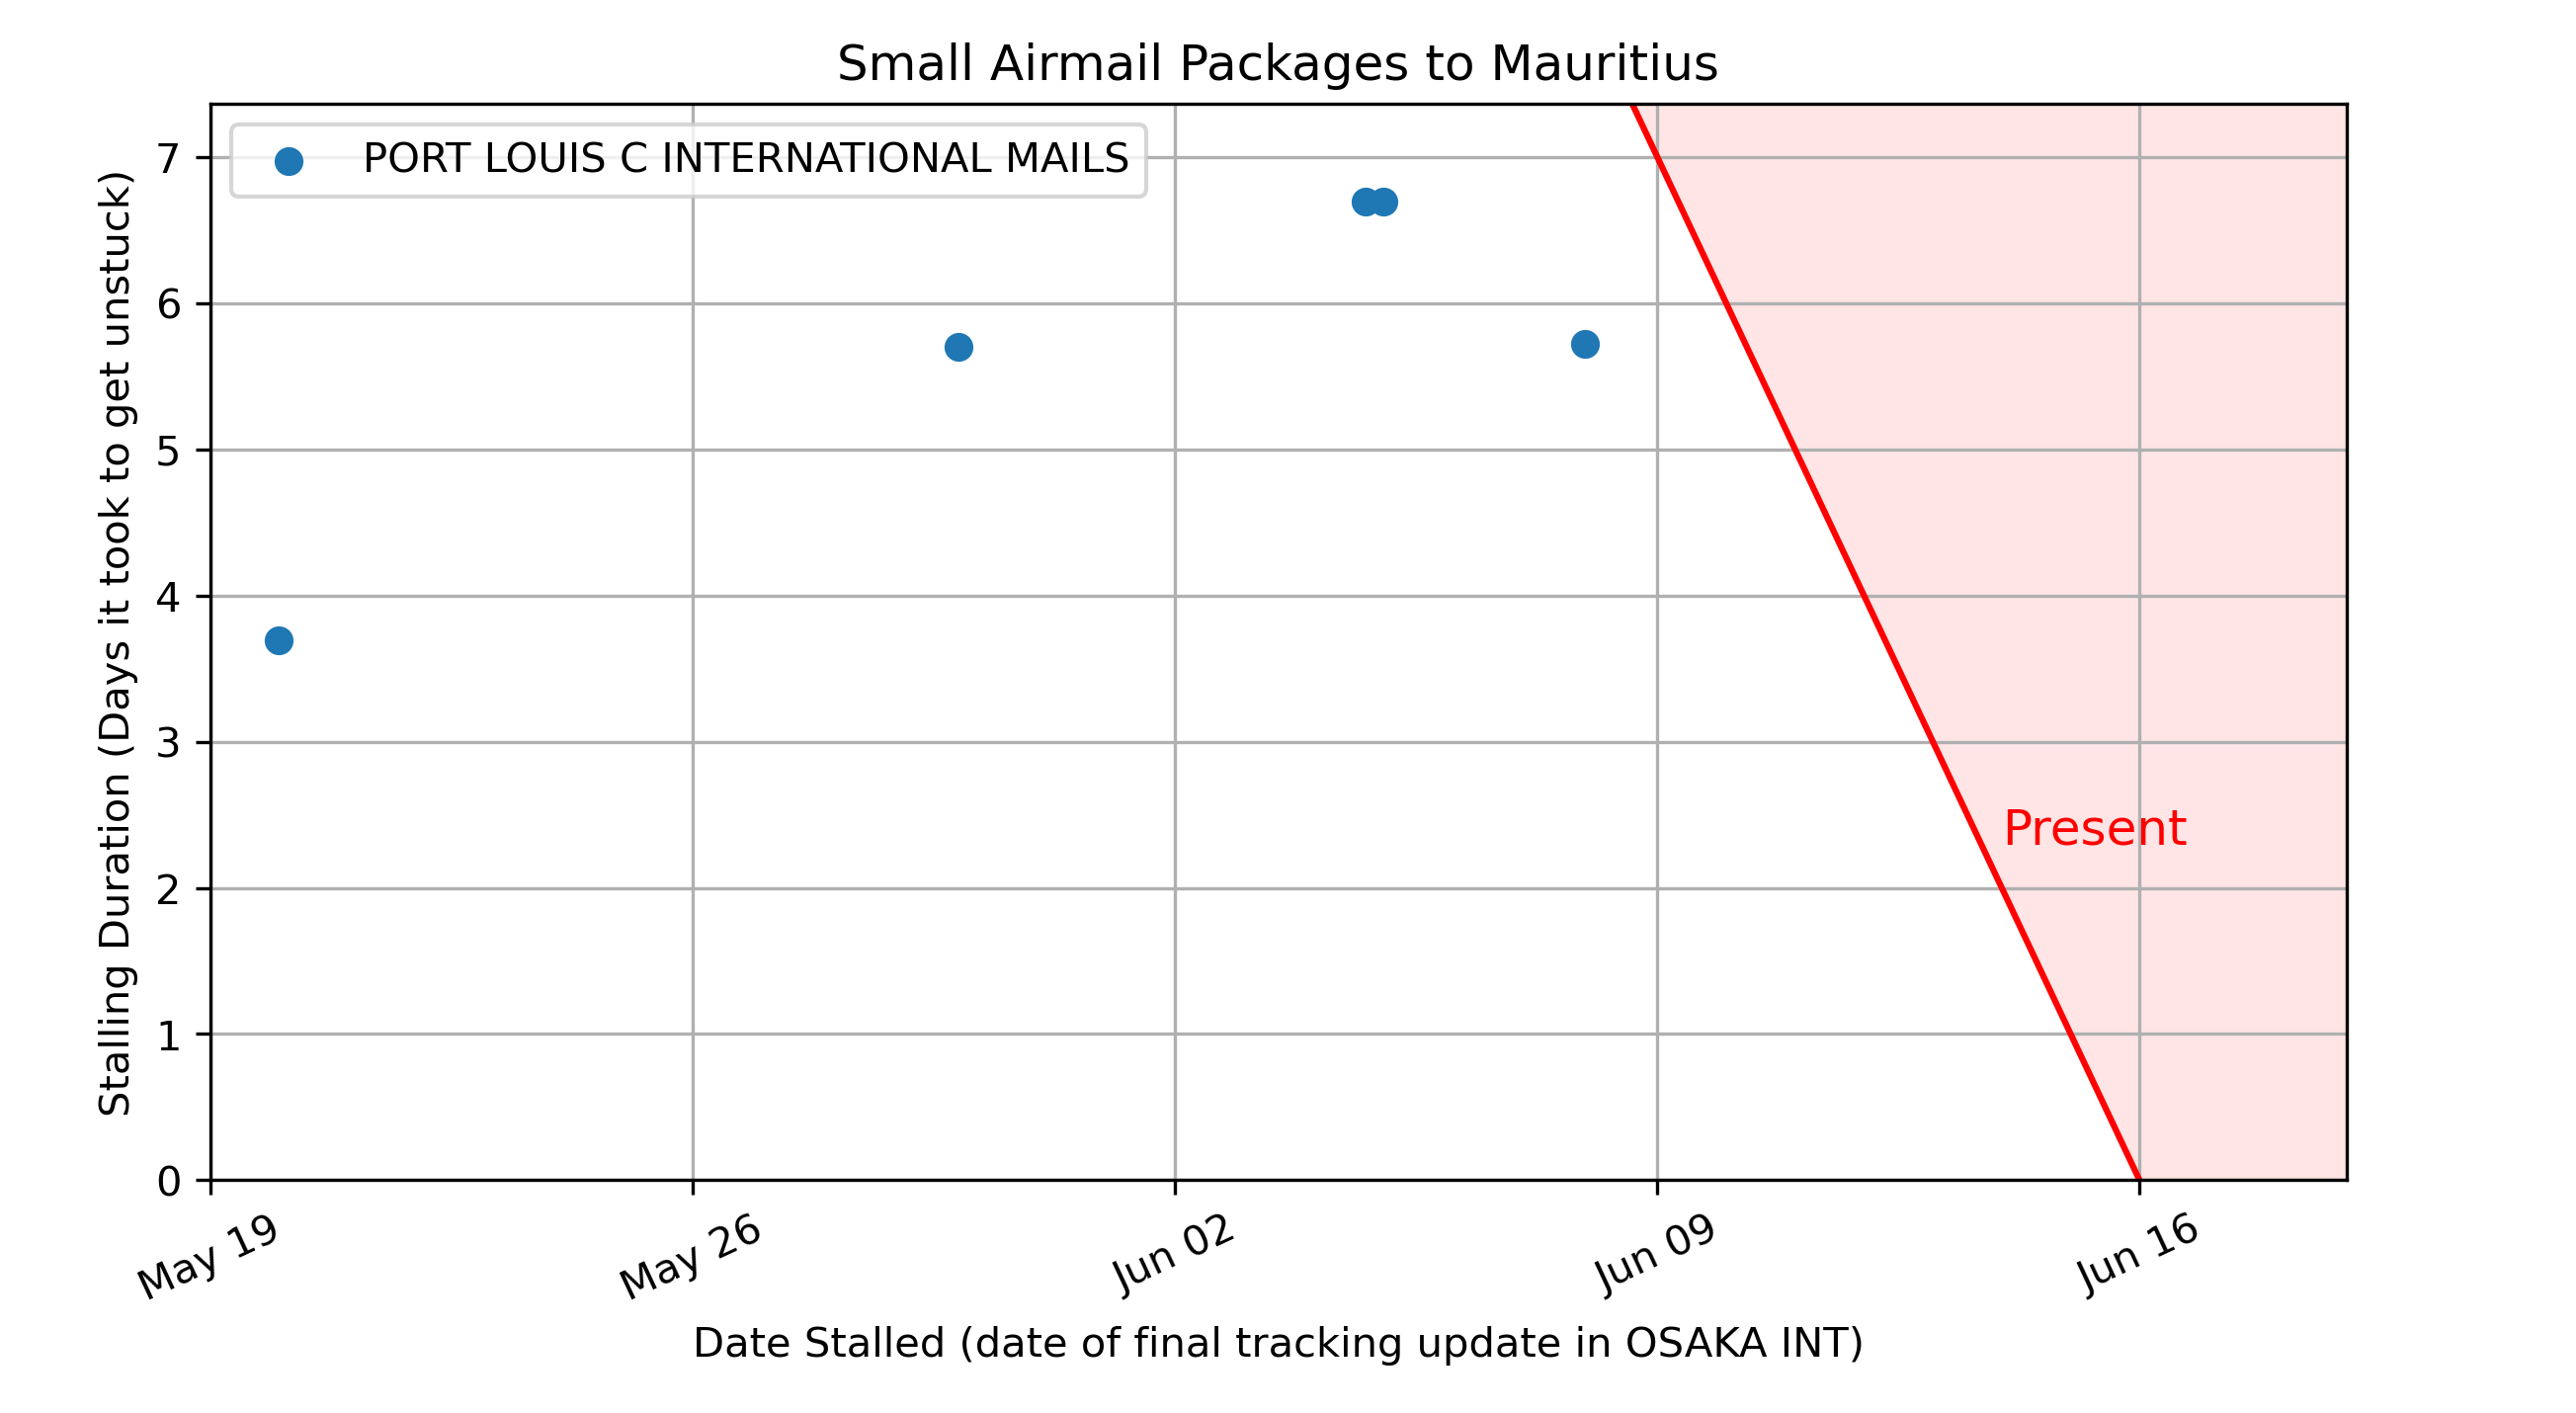 Small Airmail Packages to Mauritius
PORT LOUIS C INTERNATIONAL MAILS
Stalling Duration (Days it took to get unstuck)
7
6
5
4
3
2
1
0
Present
May 19
May 26
Jun 02
Jun 09
Jun 16
Date Stalled (date of final tracking update in OSAKA INT)